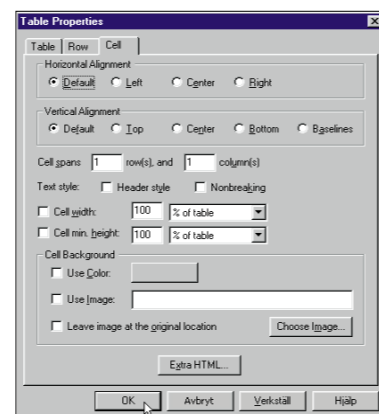 Table Properties
Table Row Cell
Horizontal Alignment
Default Left Center Right
Vertical Alignment
Default Top Center Bottom Baselines
Cell spans 1 row(s), and 1 column(s)
Text style: Header style Nonbreaking
Cell width: 100 % of table
Cell min. height: 100 % of table
Cell Background
Use Color:
Use Image:
Leave image at the original location Choose Image...
Extra HTML...
OK Avbryt Verkställ Hjälp